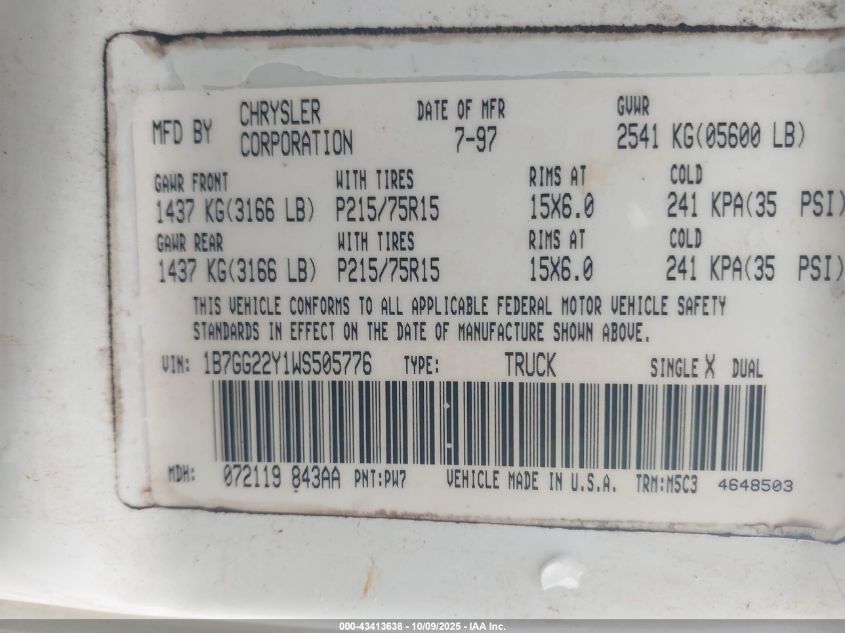 MFD BY CHRYSLER CORPORATION DATE OF MFR 7-97 GVWR 2541 KG(05600 LB)
GAWR FRONT WITH TIRES RIMS AT COLD
1437 KG(3166 LB) P215/75R15 15X6.0 241 KPA(35 PSI)
GAWR REAR WITH TIRES RIMS AT COLD
1437 KG(3166 LB) P215/75R15 15X6.0 241 KPA(35 PSI)
THIS VEHICLE CONFORMS TO ALL APPLICABLE FEDERAL MOTOR VEHICLE SAFETY
STANDARDS IN EFFECT ON THE DATE OF MANUFACTURE SHOWN ABOVE.
VIN: 1B7GG22Y1WS505776 TYPE: TRUCK SINGLE X DUAL
MDH: 072119 843AA PNT:PW7 VEHICLE MADE IN U.S.A. TRM:M5C3 4648503
000-43413638 - 10/09/2025 - IAA Inc.